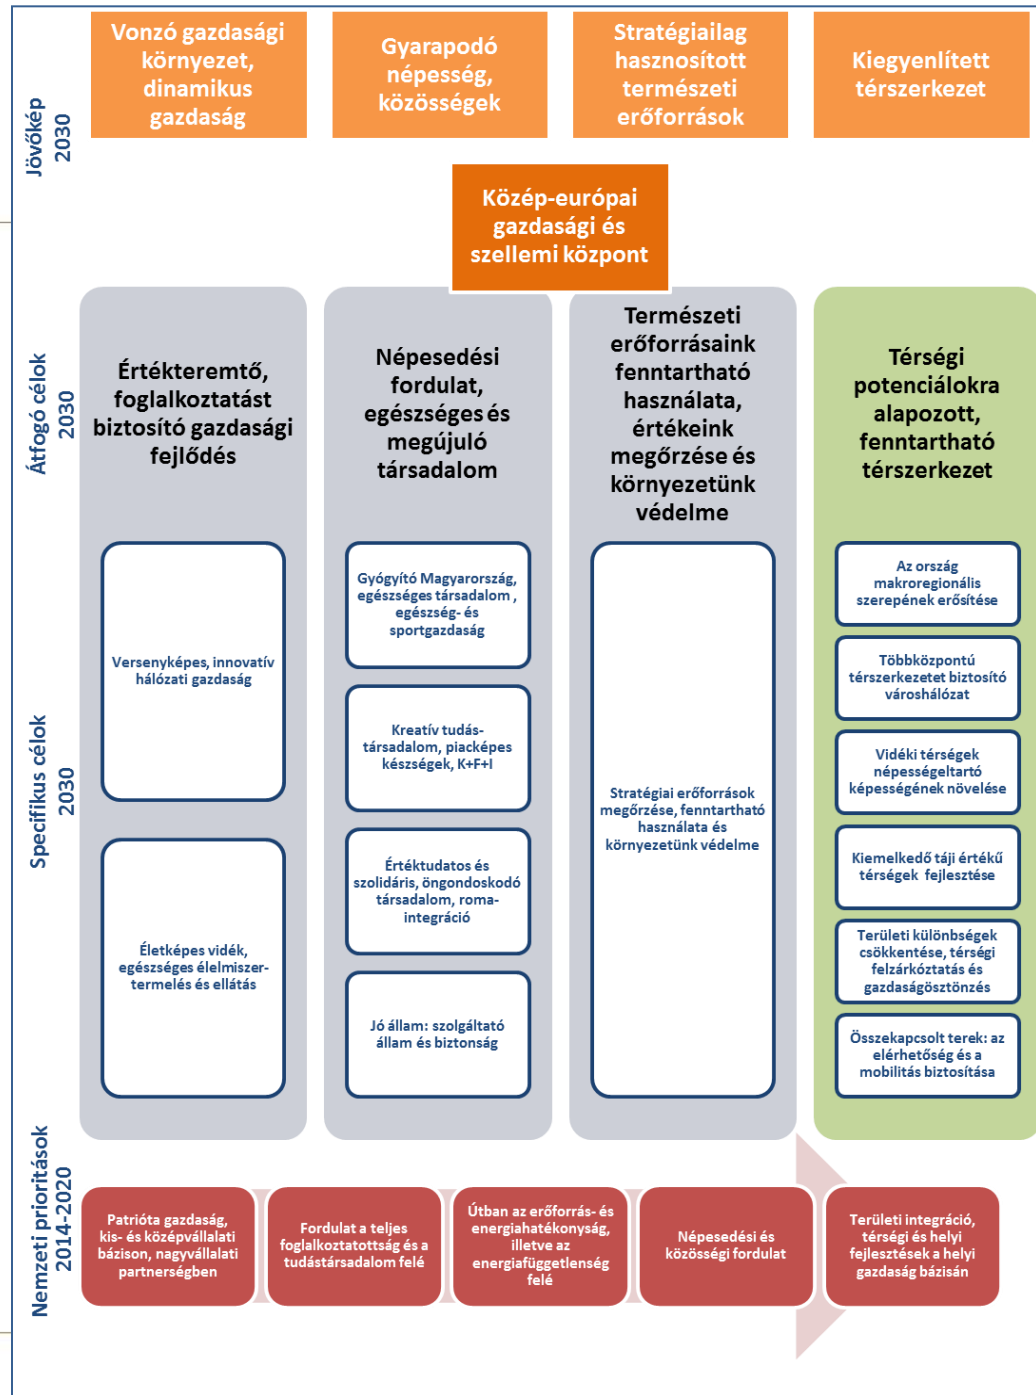 Jövőkép
2030
Vonzó gazdasági
környezet,
dinamikus
gazdaság
Gyarapodó
népesség,
közösségek
Stratégiailag
hasznosított
természeti
erőforrások
Kiegyenlített
térszerkezet
Közép-európai
gazdasági és
szellemi központ
Átfogó célok
2030
Értékteremtő,
foglalkoztatást
biztosító gazdasági
fejlődés
Népesedési
fordulat,
egészséges és
megújuló
társadalom
Természeti
erőforrásaink
fenntartható
használata,
értékeink
megőrzése és
környezetünk
védelme
Térségi
potenciálokra
alapozott,
fenntartható
térszerkezet
Specifikus célok
2030
Versenyképes, innovatív
hálózati gazdaság
Életképes vidék,
egészséges élelmiszer-
termelés és ellátás
Gyógyító Magyarország,
egészséges társadalom ,
egészség- és
sportgazdaság
Kreatív tudás-
társadalom, piacképes
készségek, K+F+I
Értéktudatos és
szolidáris, öngondoskodó
társadalom, roma-
integráció
Jó állam: szolgáltató
állam és biztonság
Stratégiai erőforrások
megőrzése, fenntartható
használata és
környezetünk védelme
Az ország
makroregionális
szerepének erősítése
Többközpontú
térszerkezetet biztosító
városhálózat
Vidéki térségek
népességeltartó
képességének növelése
Kiemelkedő táji értékű
térségek fejlesztése
Területi különbségek
csökkentése, térségi
felzárkóztatás és
gazdaságösztönzés
Összekapcsolt terek: az
elérhetőség és a
mobilitás biztosítása
Nemzeti prioritások
2014-2020
Patrióta gazdaság,
kis- és középvállalati
bázison, nagyvállalati
partnerségben
Fordulat a teljes
foglalkoztatottság és a
tudástársadalom felé
Útban az erőforrás- és
energiahatékonyság,
illetve az
energiafüggetlenség
felé
Népesedési és
közösségi fordulat
Területi integráció,
térségi és helyi
fejlesztések a helyi
gazdaság bázisán